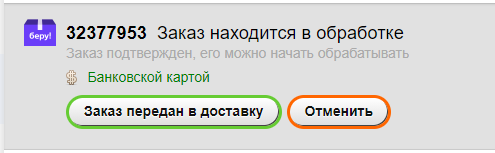 32377953 Заказ находится в обработке
беру!
Заказ подтвержден, его можно начать обрабатывать
Банковской картой
Заказ передан в доставку Отменить